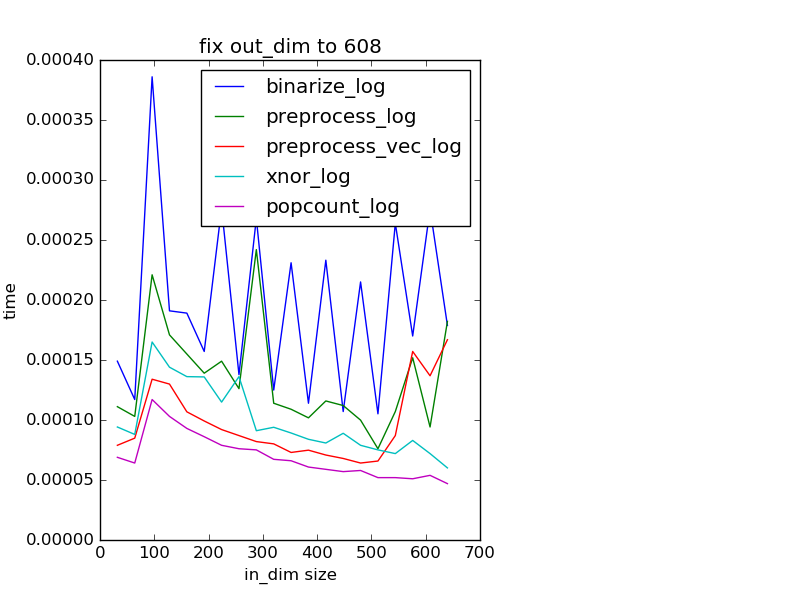 fix out_dim to 608
0.00040
0.00035
0.00030
0.00025
0.00020
0.00015
0.00010
0.00005
0.00000
time
binarize_log
preprocess_log
preprocess_vec_log
xnor_log
popcount_log
0 100 200 300 400 500 600 700
in_dim size